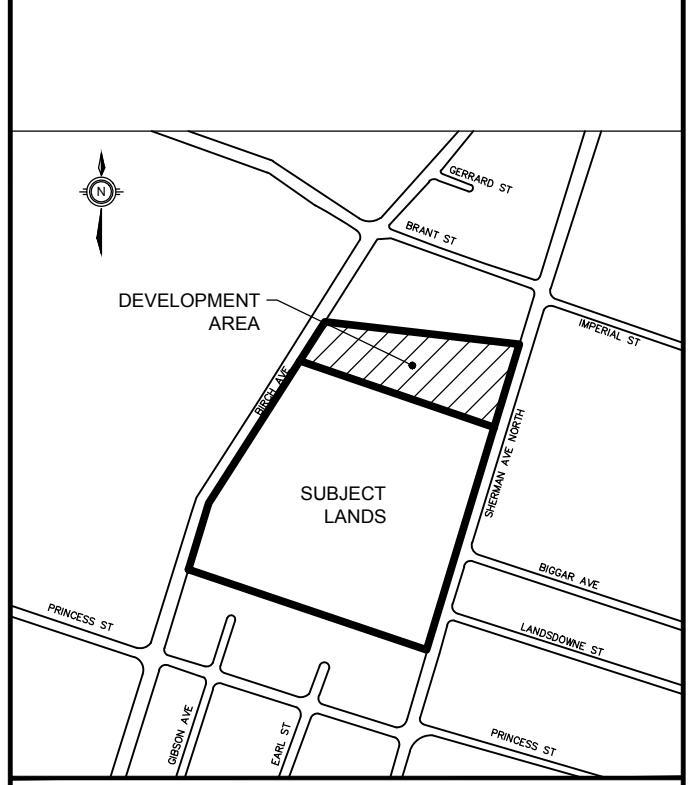 GERRARD ST
N
BRANT ST
DEVELOPMENT
AREA
IMPERIAL ST
BIRCH AVE
SHERMAN AVE NORTH
SUBJECT
LANDS
BIGGAR AVE
PRINCESS ST
LANDSDOWNE ST
GIBSON AVE
EARL ST
PRINCESS ST